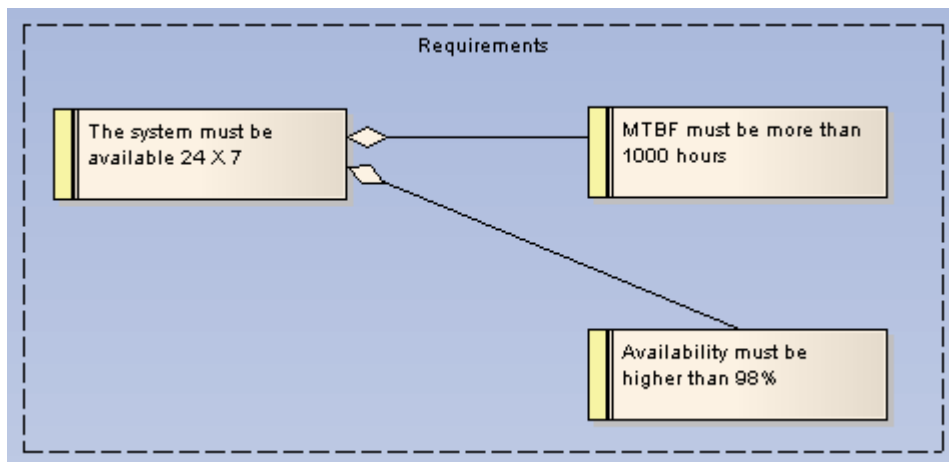 Requirements
The system must be
available 24 X 7
MTBF must be more than
1000 hours
Availability must be
higher than 98%